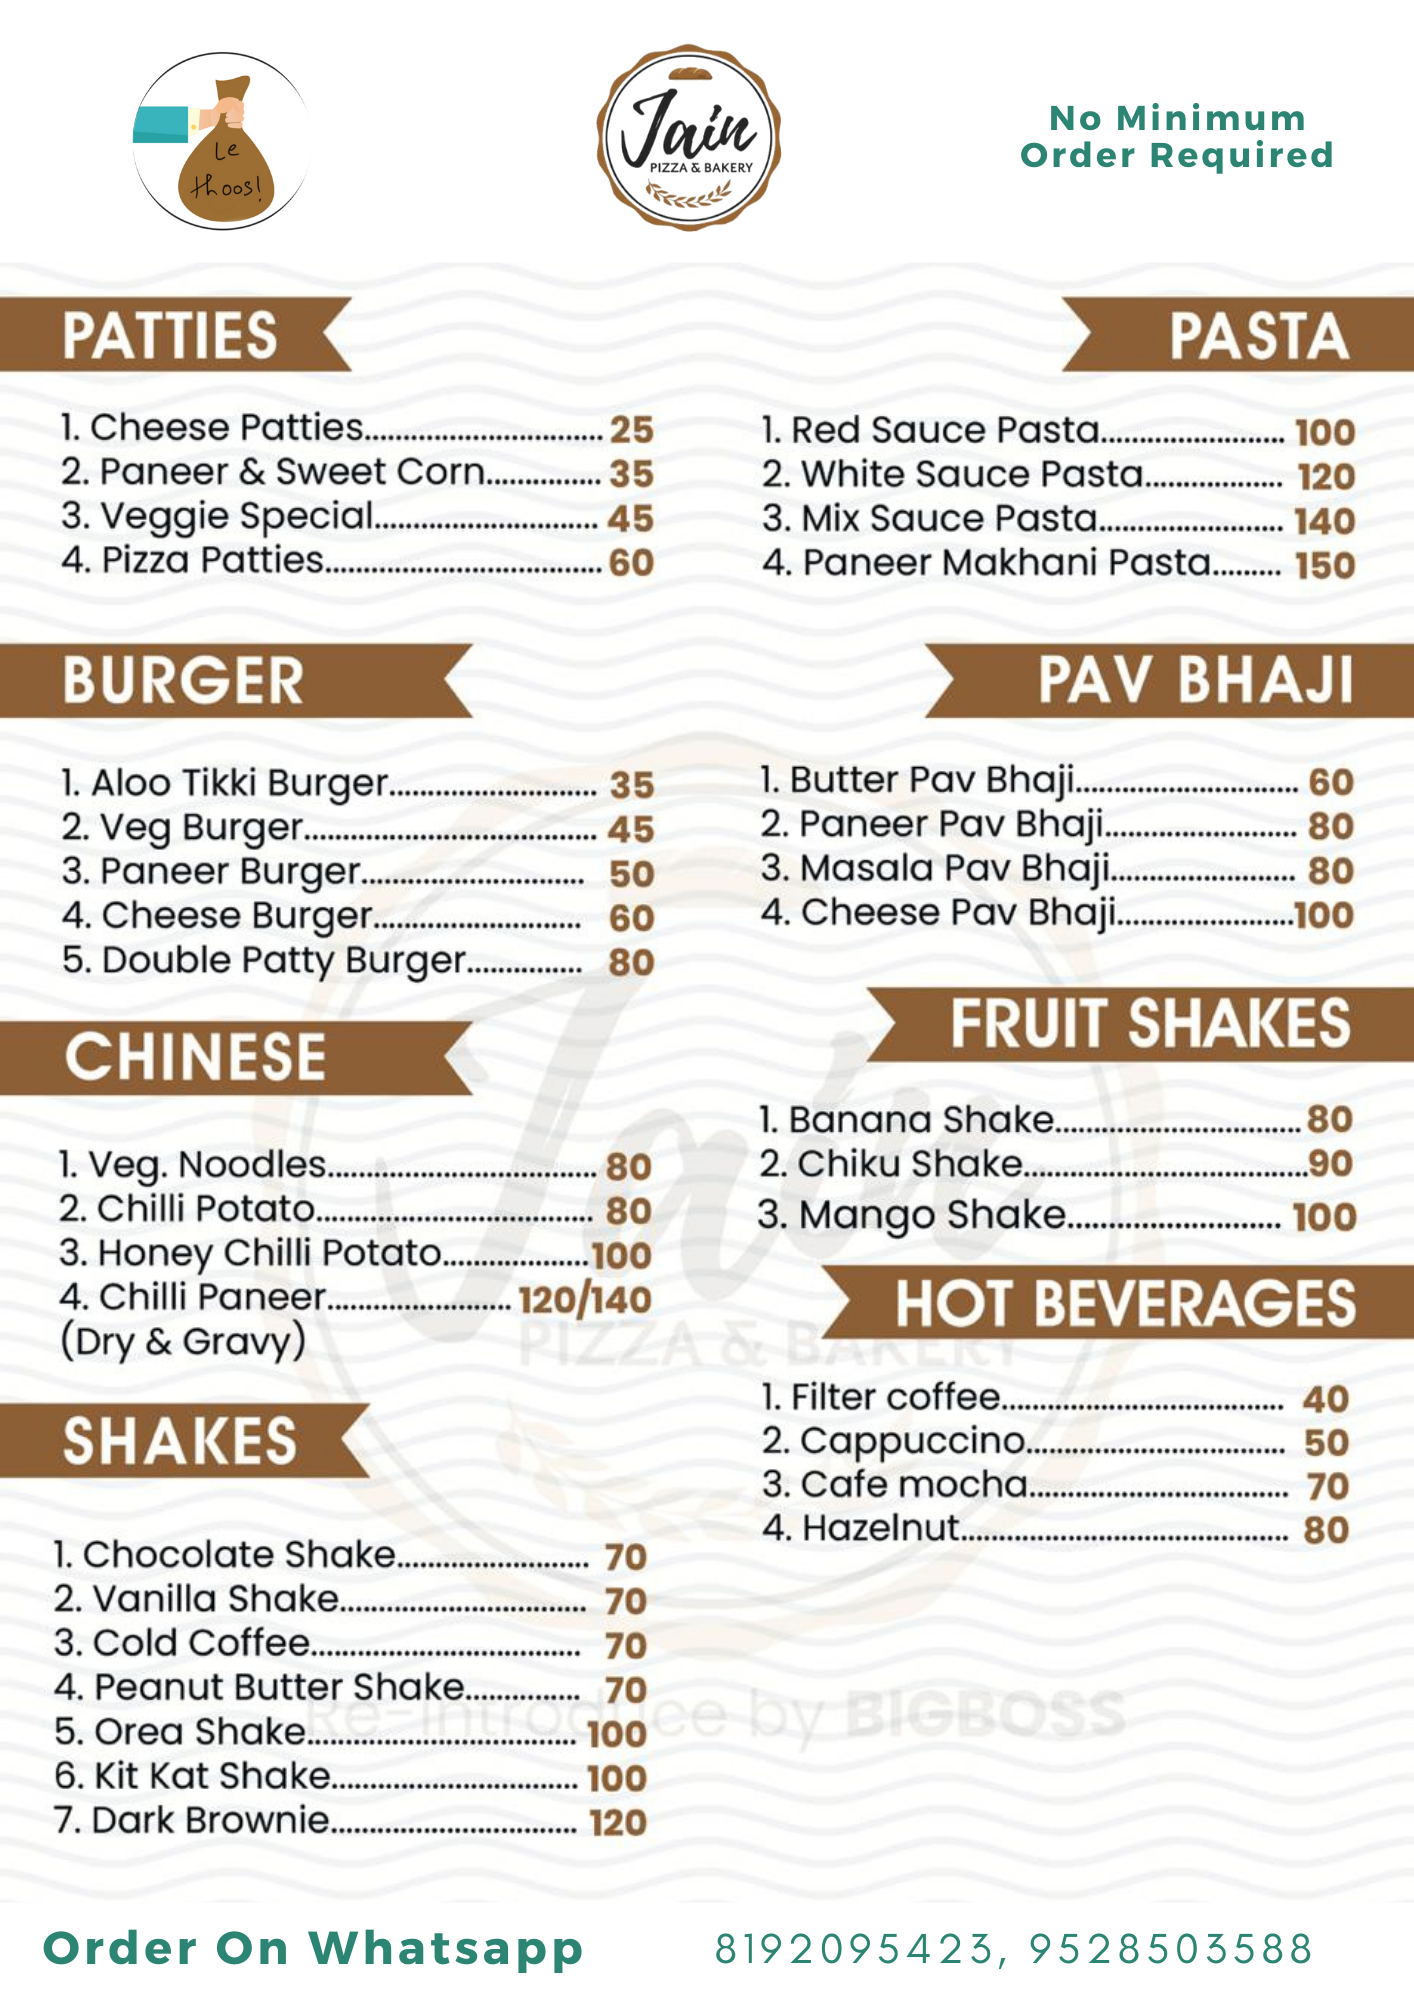 Le
thoos!
Jain
PIZZA & BAKERY
No Minimum
Order Required
PATTIES
1. Cheese Patties.............................. 25
2. Paneer & Sweet Corn............... 35
3. Veggie Special............................ 45
4. Pizza Patties................................... 60
BURGER
1. Aloo Tikki Burger.......................... 35
2. Veg Burger..................................... 45
3. Paneer Burger............................ 50
4. Cheese Burger.......................... 60
5. Double Patty Burger............... 80
CHINESE
1. Veg. Noodles.................................. 80
2. Chilli Potato................................... 80
3. Honey Chilli Potato...................100
4. Chilli Paneer........................ 120/140
(Dry & Gravy)
SHAKES
1. Chocolate Shake......................... 70
2. Vanilla Shake............................... 70
3. Cold Coffee.................................. 70
4. Peanut Butter Shake............... 70
5. Orea Shake.................................. 100
6. Kit Kat Shake............................... 100
7. Dark Brownie............................... 120
PASTA
1. Red Sauce Pasta........................ 100
2. White Sauce Pasta.................. 120
3. Mix Sauce Pasta........................ 140
4. Paneer Makhani Pasta......... 150
PAV BHAJI
1. Butter Pav Bhaji............................ 60
2. Paneer Pav Bhaji......................... 80
3. Masala Pav Bhaji........................ 80
4. Cheese Pav Bhaji.......................100
FRUIT SHAKES
1. Banana Shake............................... 80
2. Chiku Shake.....................................90
3. Mango Shake............................ 100
HOT BEVERAGES
1. Filter coffee.................................... 40
2. Cappuccino................................. 50
3. Cafe mocha................................. 70
4. Hazelnut.......................................... 80
Jain
PIZZA & BAKERY
Re-Introduce by BIGBOSS
Order On Whatsapp
8192095423, 9528503588